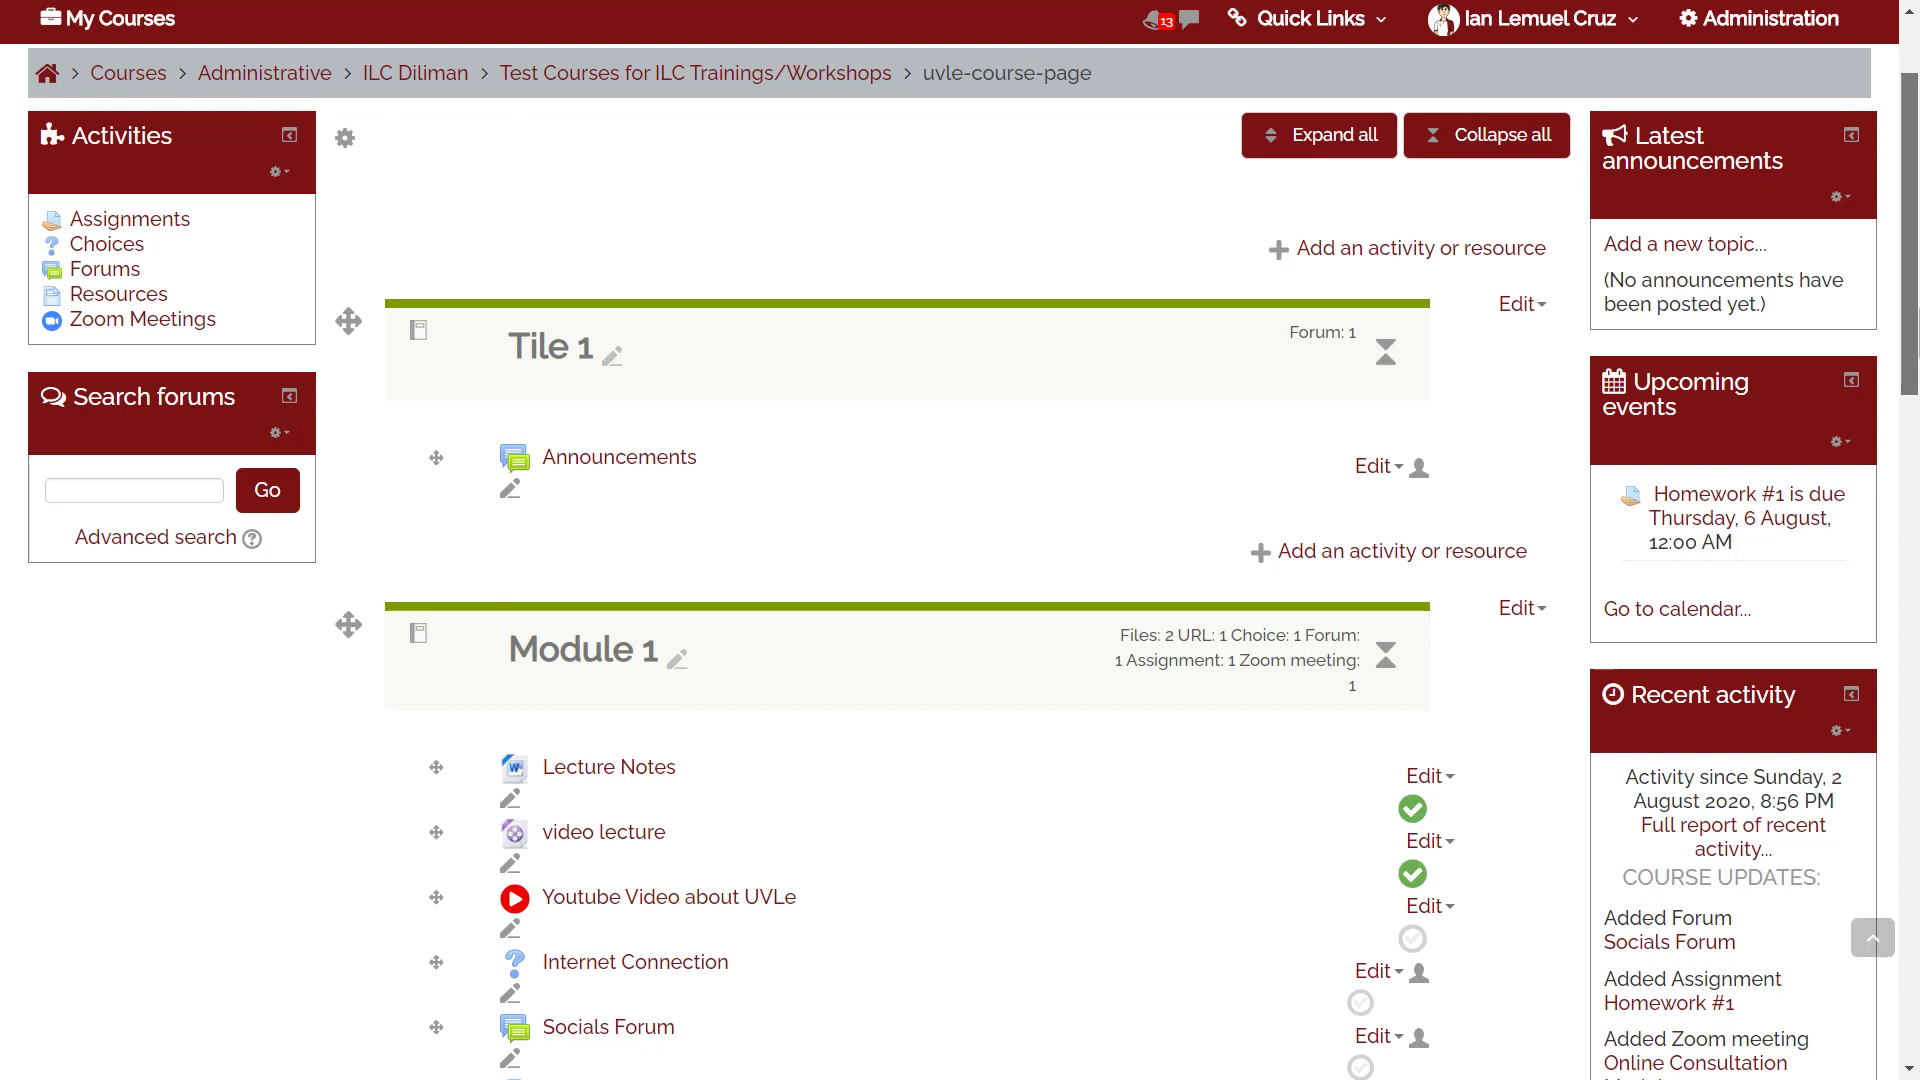 My Courses
13
Quick Links
Ian Lemuel Cruz
Administration
Courses
Administrative
ILC Diliman
Test Courses for ILC Trainings/Workshops
uvle-course-page
Activities
Assignments
Choices
Forums
Resources
Zoom Meetings
Search forums
Go
Advanced search
Expand all
Collapse all
Add an activity or resource
Edit
Tile 1
Forum: 1
Announcements
Edit
Add an activity or resource
Edit
Module 1
Files: 2 URL: 1 Choice: 1 Forum:
1 Assignment: 1 Zoom meeting:
1
Lecture Notes
Edit
video lecture
Edit
Youtube Video about UVLe
Edit
Internet Connection
Edit
Socials Forum
Edit
Latest
announcements
Add a new topic...
(No announcements have
been posted yet.)
Upcoming
events
Homework #1 is due
Thursday, 6 August,
12:00 AM
Go to calendar...
Recent activity
Activity since Sunday, 2
August 2020, 8:56 PM
Full report of recent
activity...
COURSE UPDATES:
Added Forum
Socials Forum
Added Assignment
Homework #1
Added Zoom meeting
Online Consultation